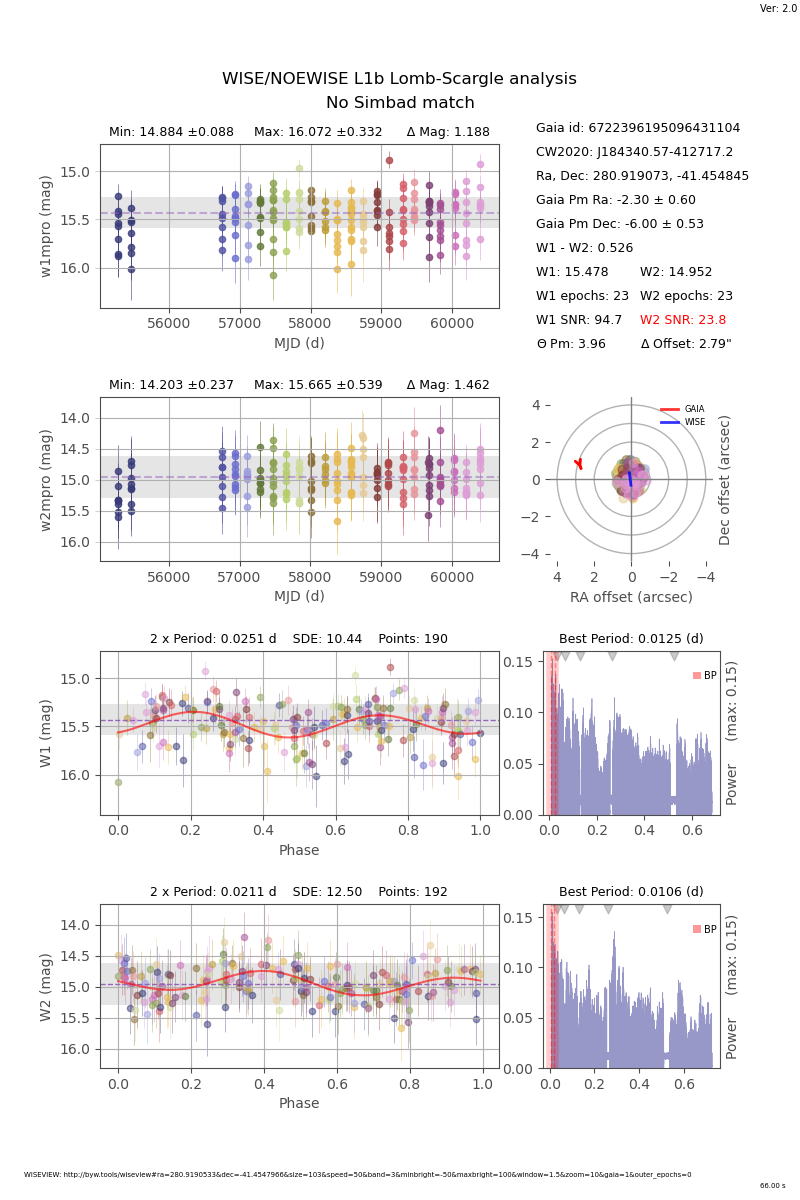 Ver: 2.0
WISE/NOEWISE L1b Lomb-Scargle analysis
No Simbad match
Min: 14.884 ±0.088 Max: 16.072 ±0.332 Δ Mag: 1.188
15.0
15.5
16.0
w1mpro (mag)
56000 57000 58000 59000 60000
MJD (d)
Gaia id: 6722396195096431104
CW2020: J184340.57-412717.2
Ra, Dec: 280.919073, -41.454845
Gaia Pm Ra: -2.30 ± 0.60
Gaia Pm Dec: -6.00 ± 0.53
W1 - W2: 0.526
W1: 15.478 W2: 14.952
W1 epochs: 23 W2 epochs: 23
W1 SNR: 94.7 W2 SNR: 23.8
Θ Pm: 3.96 Δ Offset: 2.79"
Min: 14.203 ±0.237 Max: 15.665 ±0.539 Δ Mag: 1.462
14.0
14.5
15.0
15.5
16.0
w2mpro (mag)
56000 57000 58000 59000 60000
MJD (d)
GAIA
WISE
4
2
0
−2
−4
Dec offset (arcsec)
4 2 0 −2 −4
RA offset (arcsec)
2 x Period: 0.0251 d SDE: 10.44 Points: 190
15.0
15.5
16.0
W1 (mag)
0.0 0.2 0.4 0.6 0.8 1.0
Phase
Best Period: 0.0125 (d)
BP
0.15
0.10
0.05
0.00
Power (max: 0.15)
0.0 0.2 0.4 0.6
2 x Period: 0.0211 d SDE: 12.50 Points: 192
14.0
14.5
15.0
15.5
16.0
W2 (mag)
0.0 0.2 0.4 0.6 0.8 1.0
Phase
Best Period: 0.0106 (d)
BP
0.15
0.10
0.05
0.00
Power (max: 0.15)
0.0 0.2 0.4 0.6
WISEVIEW: http://byw.tools/wiseview#ra=280.9190533&dec=-41.4547966&size=103&speed=50&band=3&minbright=-50&maxbright=100&window=1.5&zoom=10&gaia=1&outer_epochs=0
66.00 s